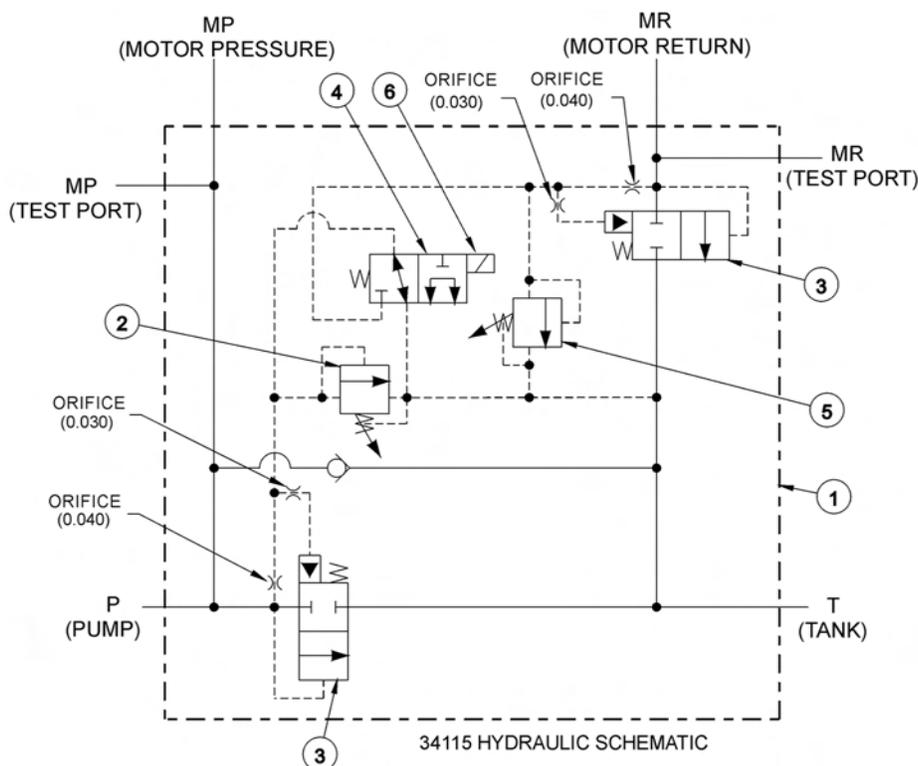 MP
(MOTOR PRESSURE)
MR
(MOTOR RETURN)
4
6
ORIFICE
(0.030)
ORIFICE
(0.040)
MP
(TEST PORT)
MR
(TEST PORT)
3
2
5
ORIFICE
(0.030)
1
ORIFICE
(0.040)
P
(PUMP)
T
(TANK)
3
34115 HYDRAULIC SCHEMATIC